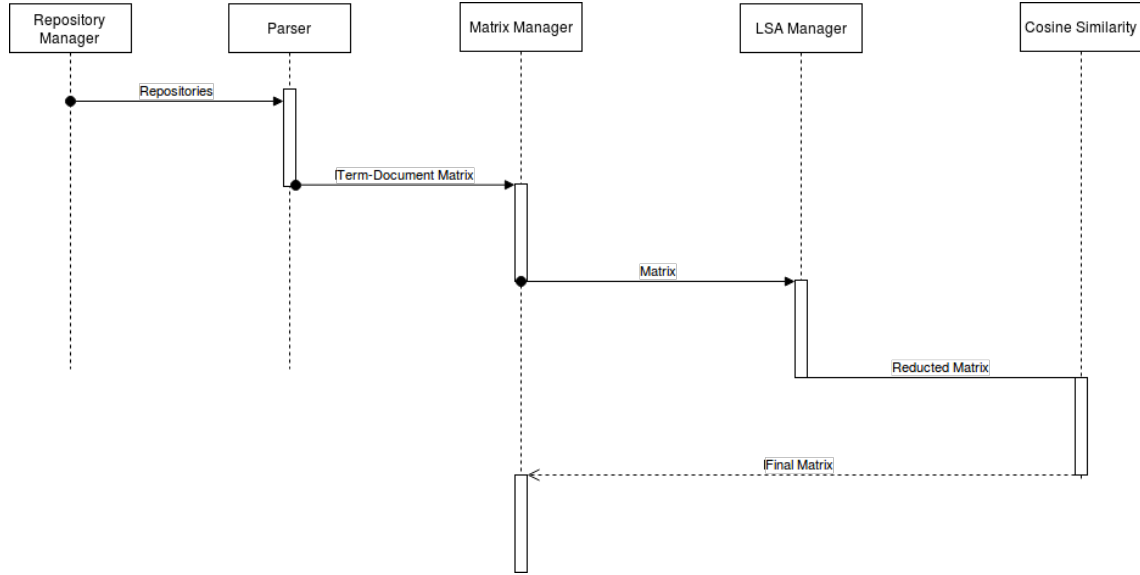 Repository
Manager
Parser
Matrix Manager
LSA Manager
Cosine Similarity
Repositories
Term-Document Matrix
Matrix
Reducted Matrix
Final Matrix